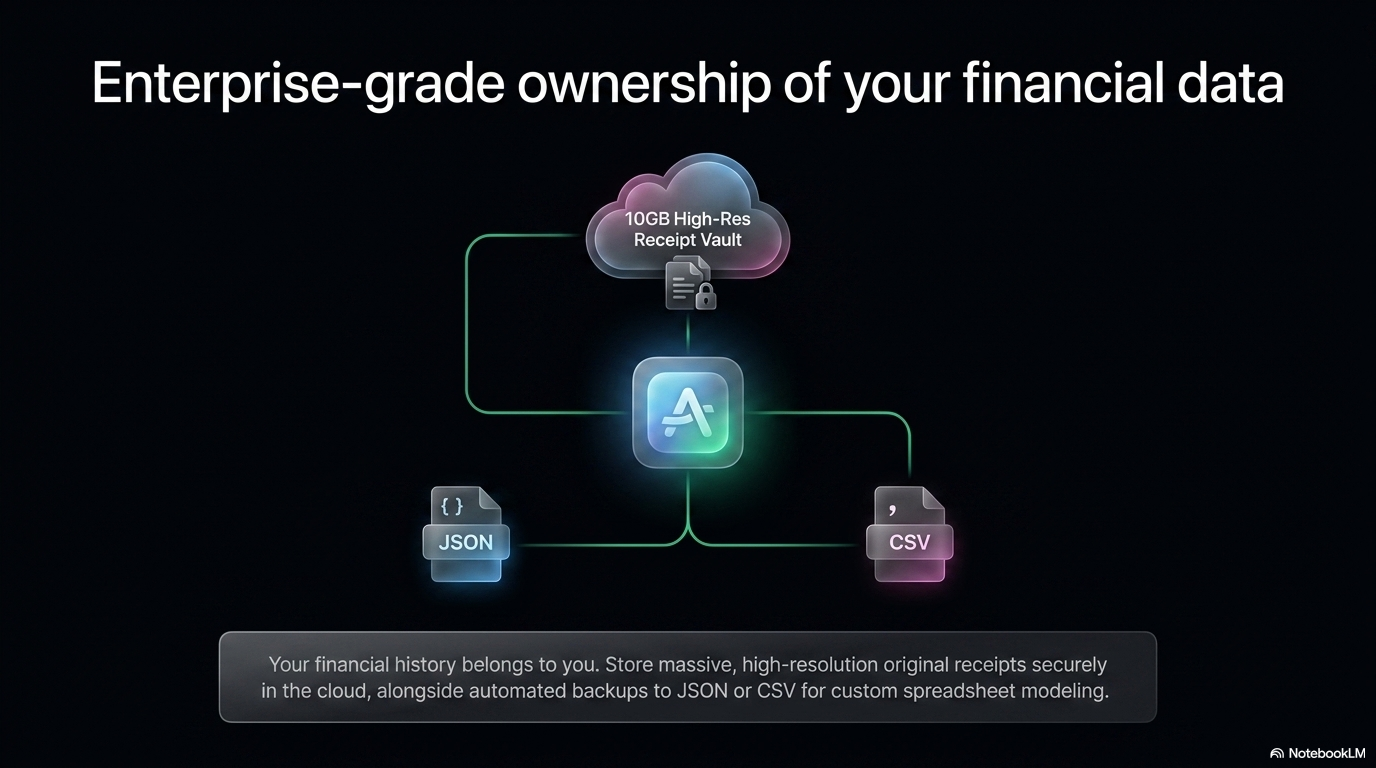 Enterprise-grade ownership of your financial data
10GB High-Res
Receipt Vault
{ }
JSON
,
CSV
Your financial history belongs to you. Store massive, high-resolution original receipts securely
in the cloud, alongside automated backups to JSON or CSV for custom spreadsheet modeling.
NotebookLM